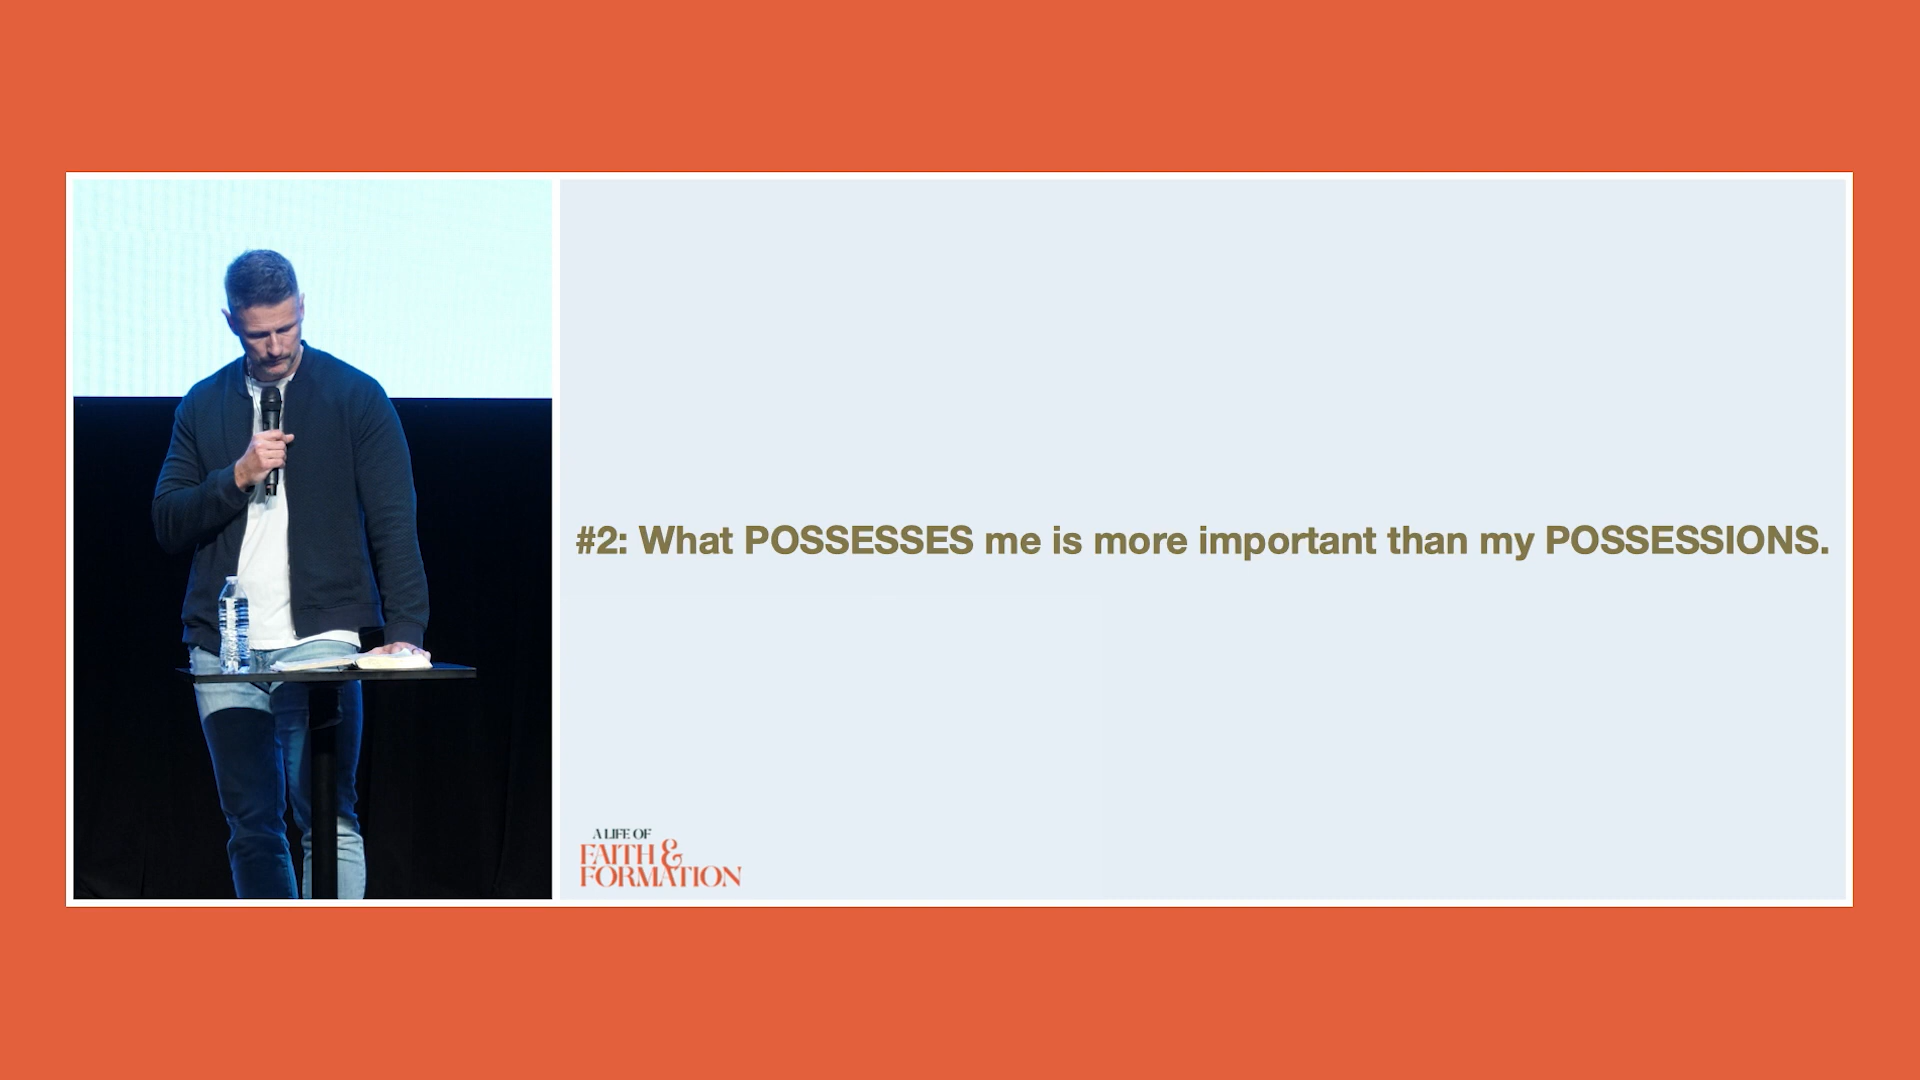 #2: What POSSESSES me is more important than my POSSESSIONS.
A LIFE OF
FAITH &
FORMATION